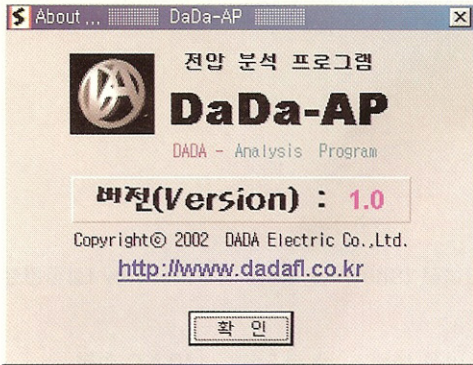 About ... DaDa-AP
전압 분석 프로그램
DaDa-AP
DADA - Analysis Program
버전(Version) : 1.0
Copyright© 2002 DADA Electric Co.,Ltd.
http://www.dadafl.co.kr
확 인